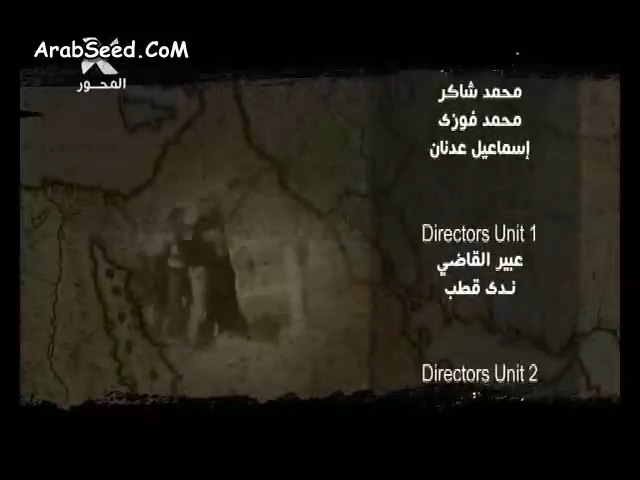 ArabSeed.CoM
المحور
محمد شاكر
محمد فوزى
إسماعيل عدنان
Directors Unit 1
عبير القاضي
ندى قطب
Directors Unit 2